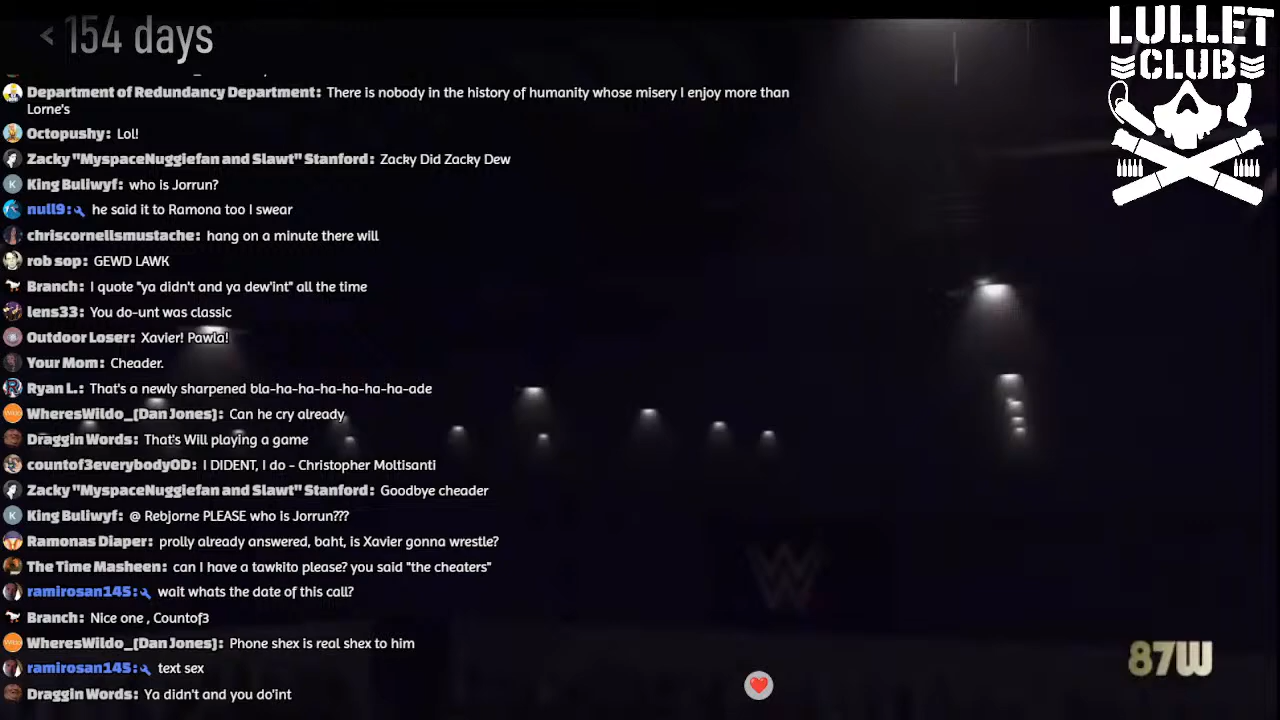 < 154 days
LULLET
CLUB
Department of Redundancy Department: There is nobody in the history of humanity whose misery I enjoy more than
Lorne's
Octopushy: Lol!
Zacky "MyspaceNuggiefan and Slawt" Stanford: Zacky Did Zacky Dew
K King Buliwyf: who is Jorrun?
null9: he said it to Ramona too I swear
chriscornellsmustache: hang on a minute there will
rob sop: GEWD LAWK
Branch: I quote "ya didn't and ya dew'int" all the time
lens33: You do-unt was classic
Outdoor Loser: Xavier! Pawla!
Your Mom: Cheader.
Ryan L.: That's a newly sharpened bla-ha-ha-ha-ha-ha-ha-ade
WheresWildo_(Dan Jones): Can he cry already
Draggin Words: That's Will playing a game
countof3everybodyOD: I DIDENT, I do - Christopher Moltisanti
Zacky "MyspaceNuggiefan and Slawt" Stanford: Goodbye cheader
K King Buliwyf: @ Rebjorne PLEASE who is Jorrun???
Ramonas Diaper: prolly already answered, baht, is Xavier gonna wrestle?
The Time Masheen: can I have a tawkito please? you said "the cheaters"
ramirosan145: wait whats the date of this call?
Branch: Nice one , Countof3
WheresWildo_(Dan Jones): Phone shex is real shex to him
ramirosan145: text sex
Draggin Words: Ya didn't and you do'int
W
87W